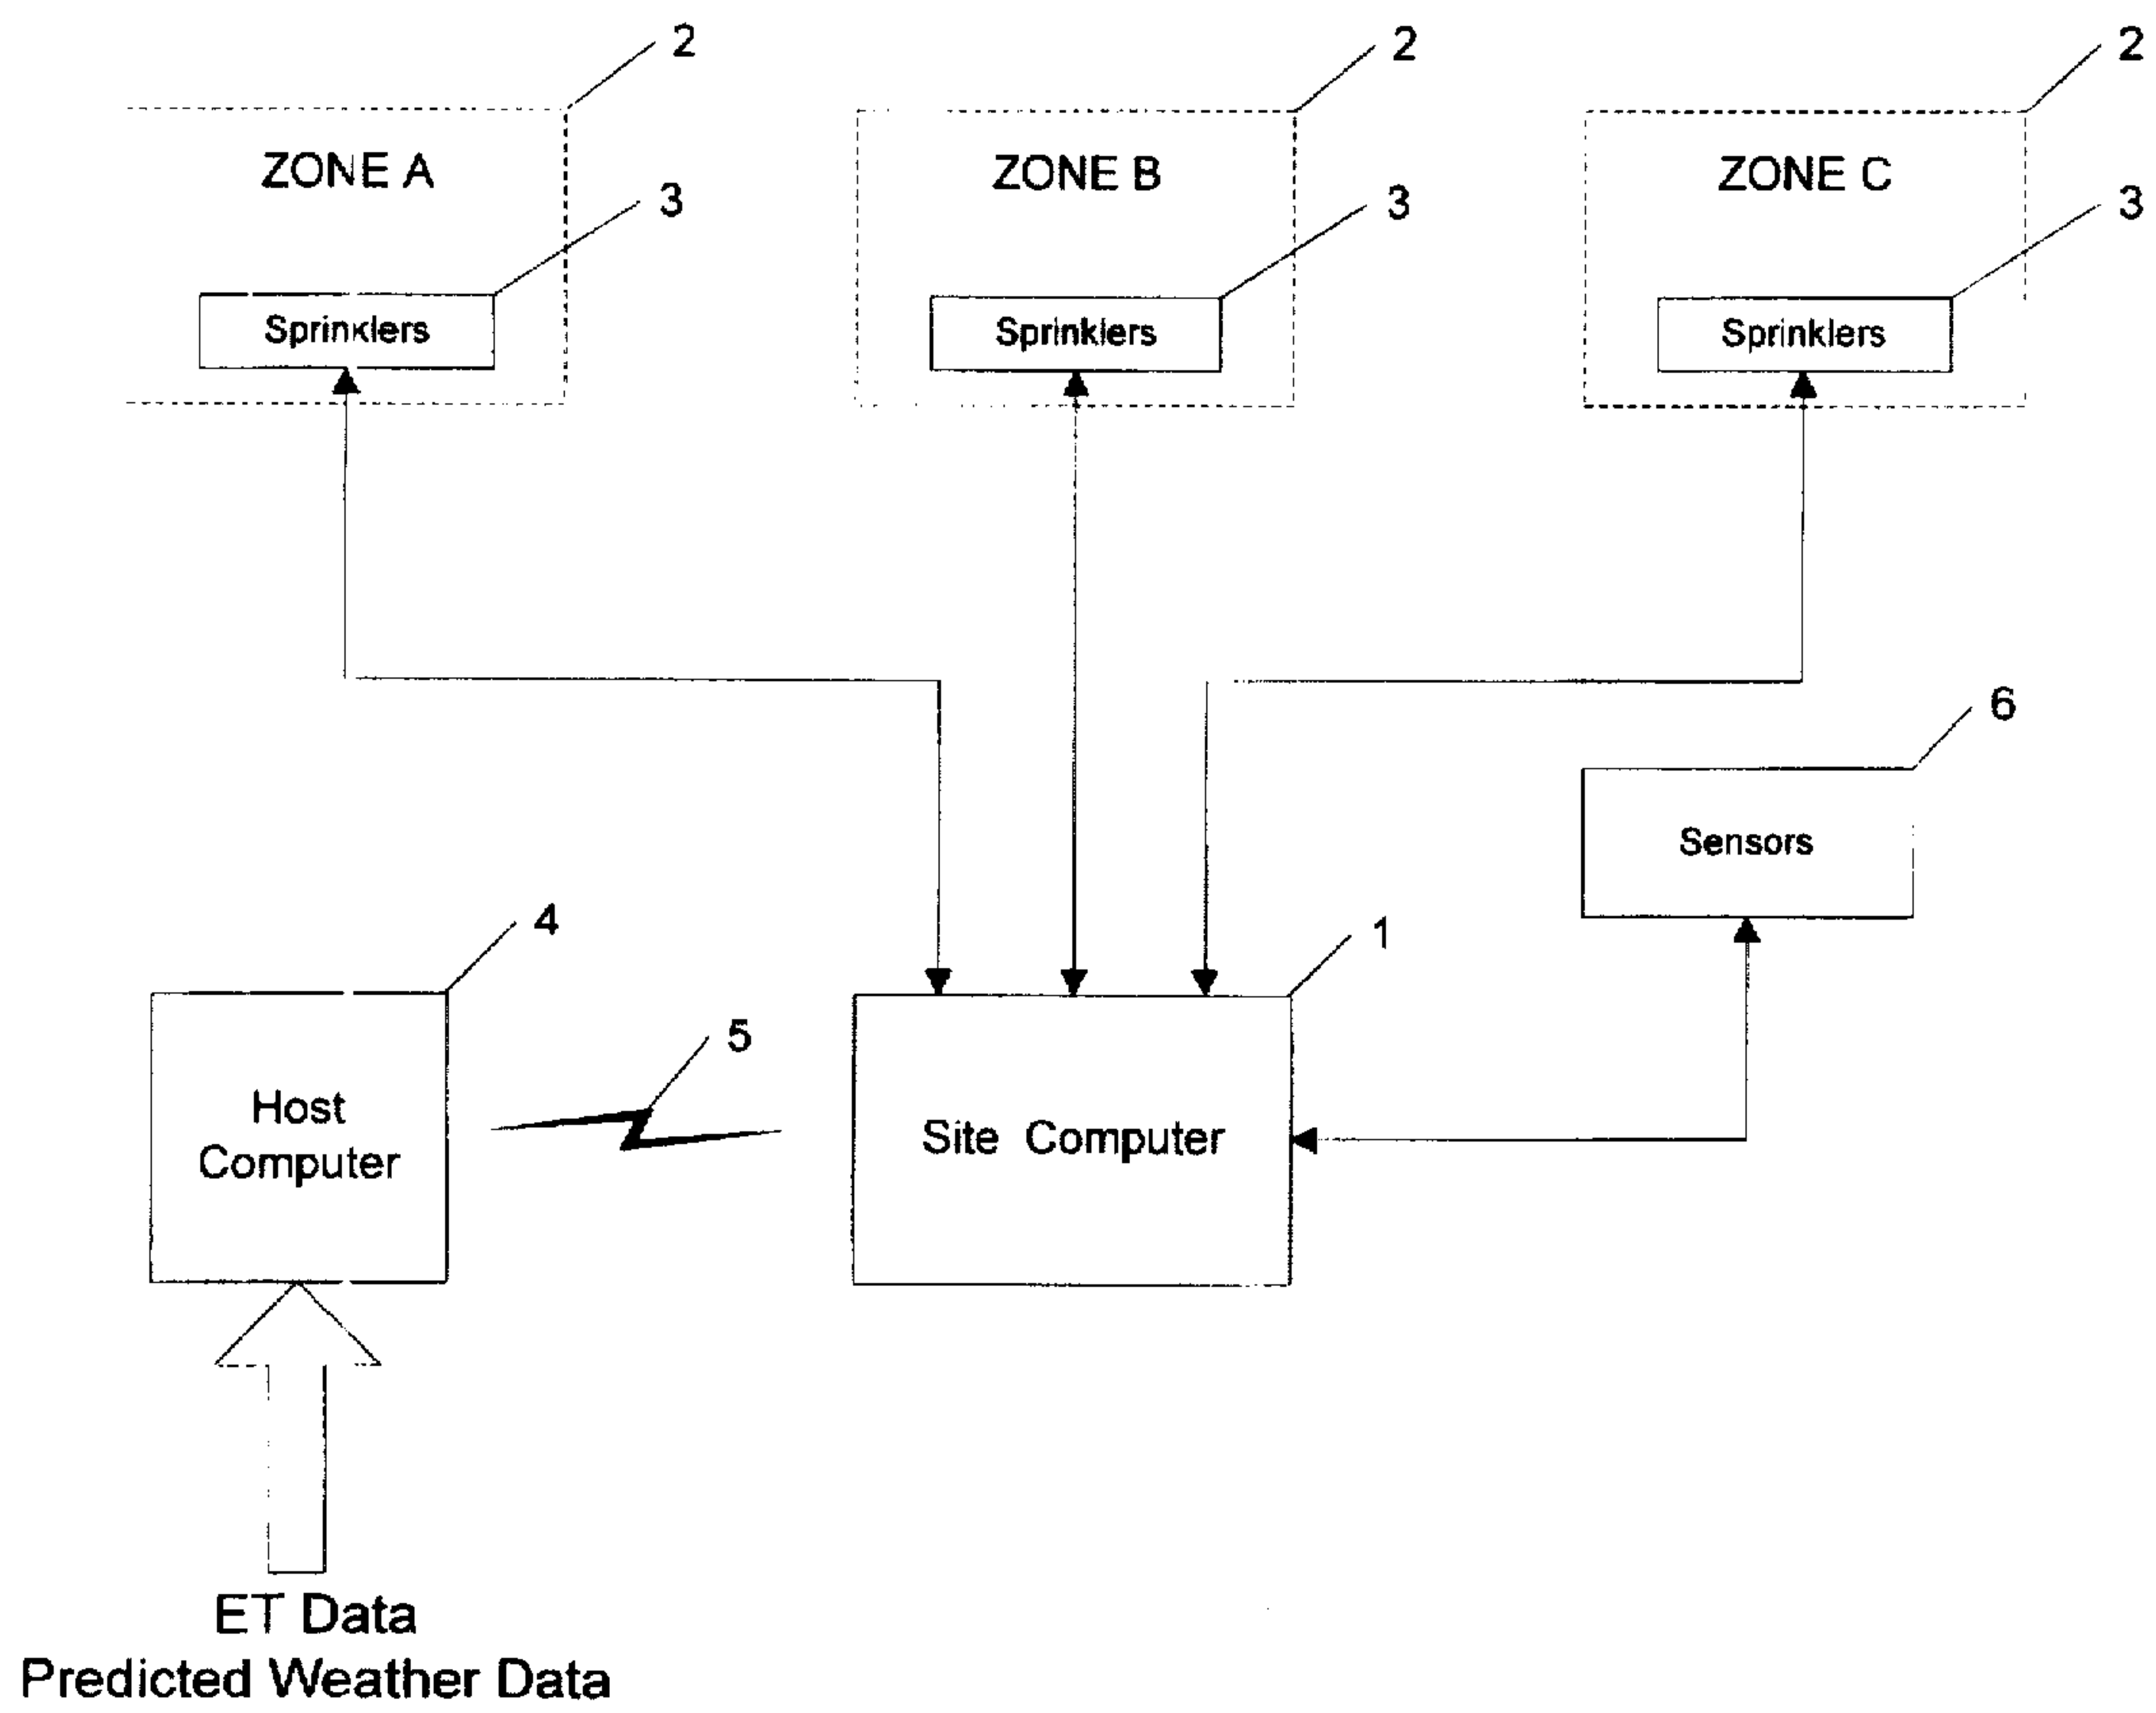 2
2
2
ZONE A
ZONE B
ZONE C
3
3
3
Sprinklers
Sprinklers
Sprinklers
6
Sensors
4
1
5
Host
Computer
Site Computer
ET Data
Predicted Weather Data